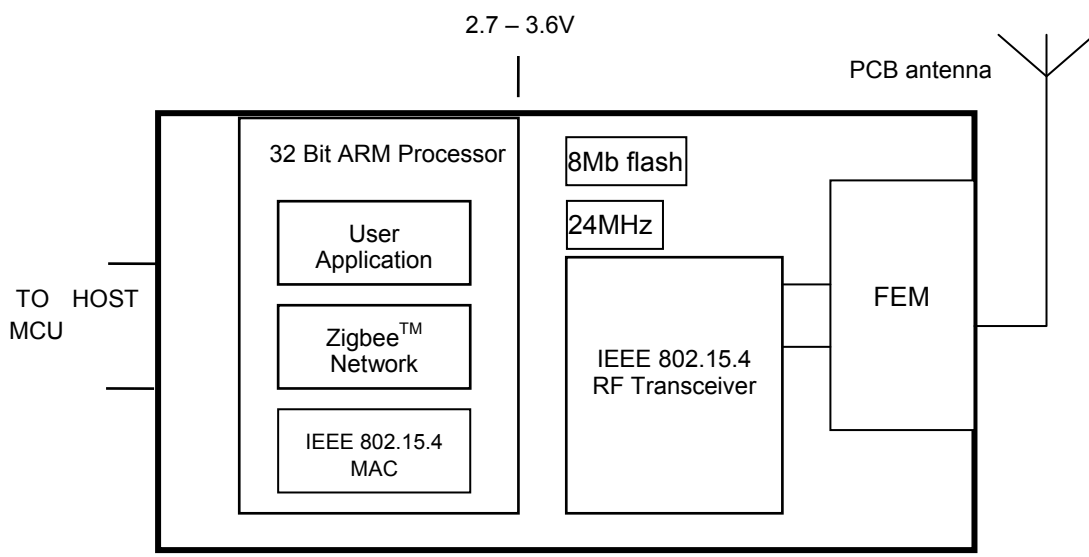 2.7 – 3.6V
PCB antenna
32 Bit ARM Processor
8Mb flash
24MHz
User
Application
TO HOST
MCU
FEM
Zigbee™
Network
IEEE 802.15.4
RF Transceiver
IEEE 802.15.4
MAC